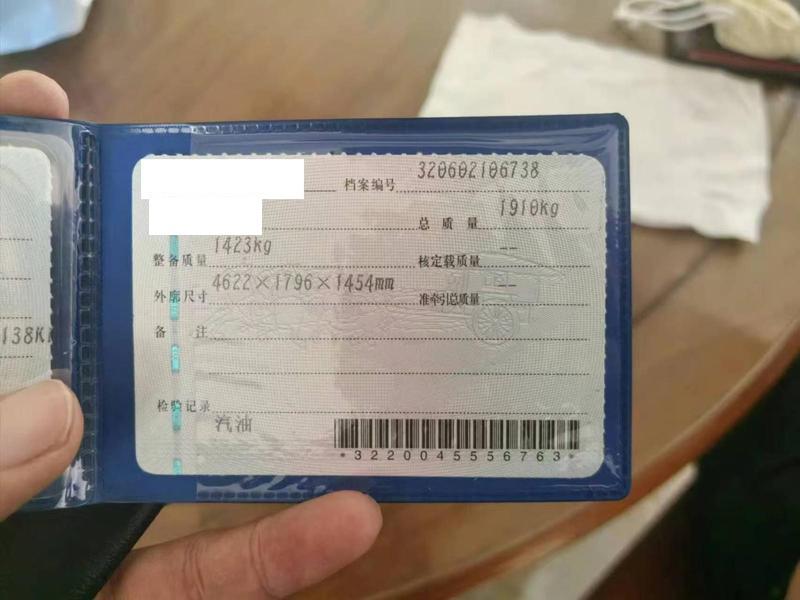 档案编号 320602106738
总质量 1910kg
整备质量 1423kg 核定载质量 --
外廓尺寸 4622×1796×1454mm 准牵引总质量 --
备注
138K
检验记录
汽油
*3220045556763*